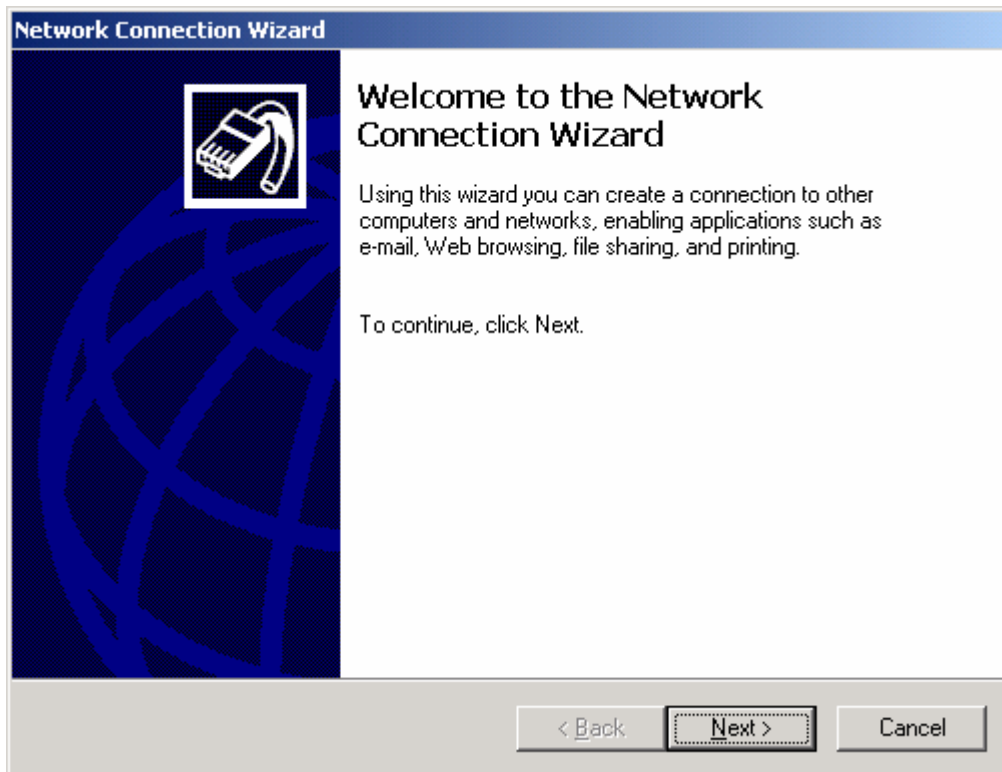 Network Connection Wizard
Welcome to the Network
Connection Wizard
Using this wizard you can create a connection to other
computers and networks, enabling applications such as
e-mail, Web browsing, file sharing, and printing.
To continue, click Next.
< Back
Next >
Cancel